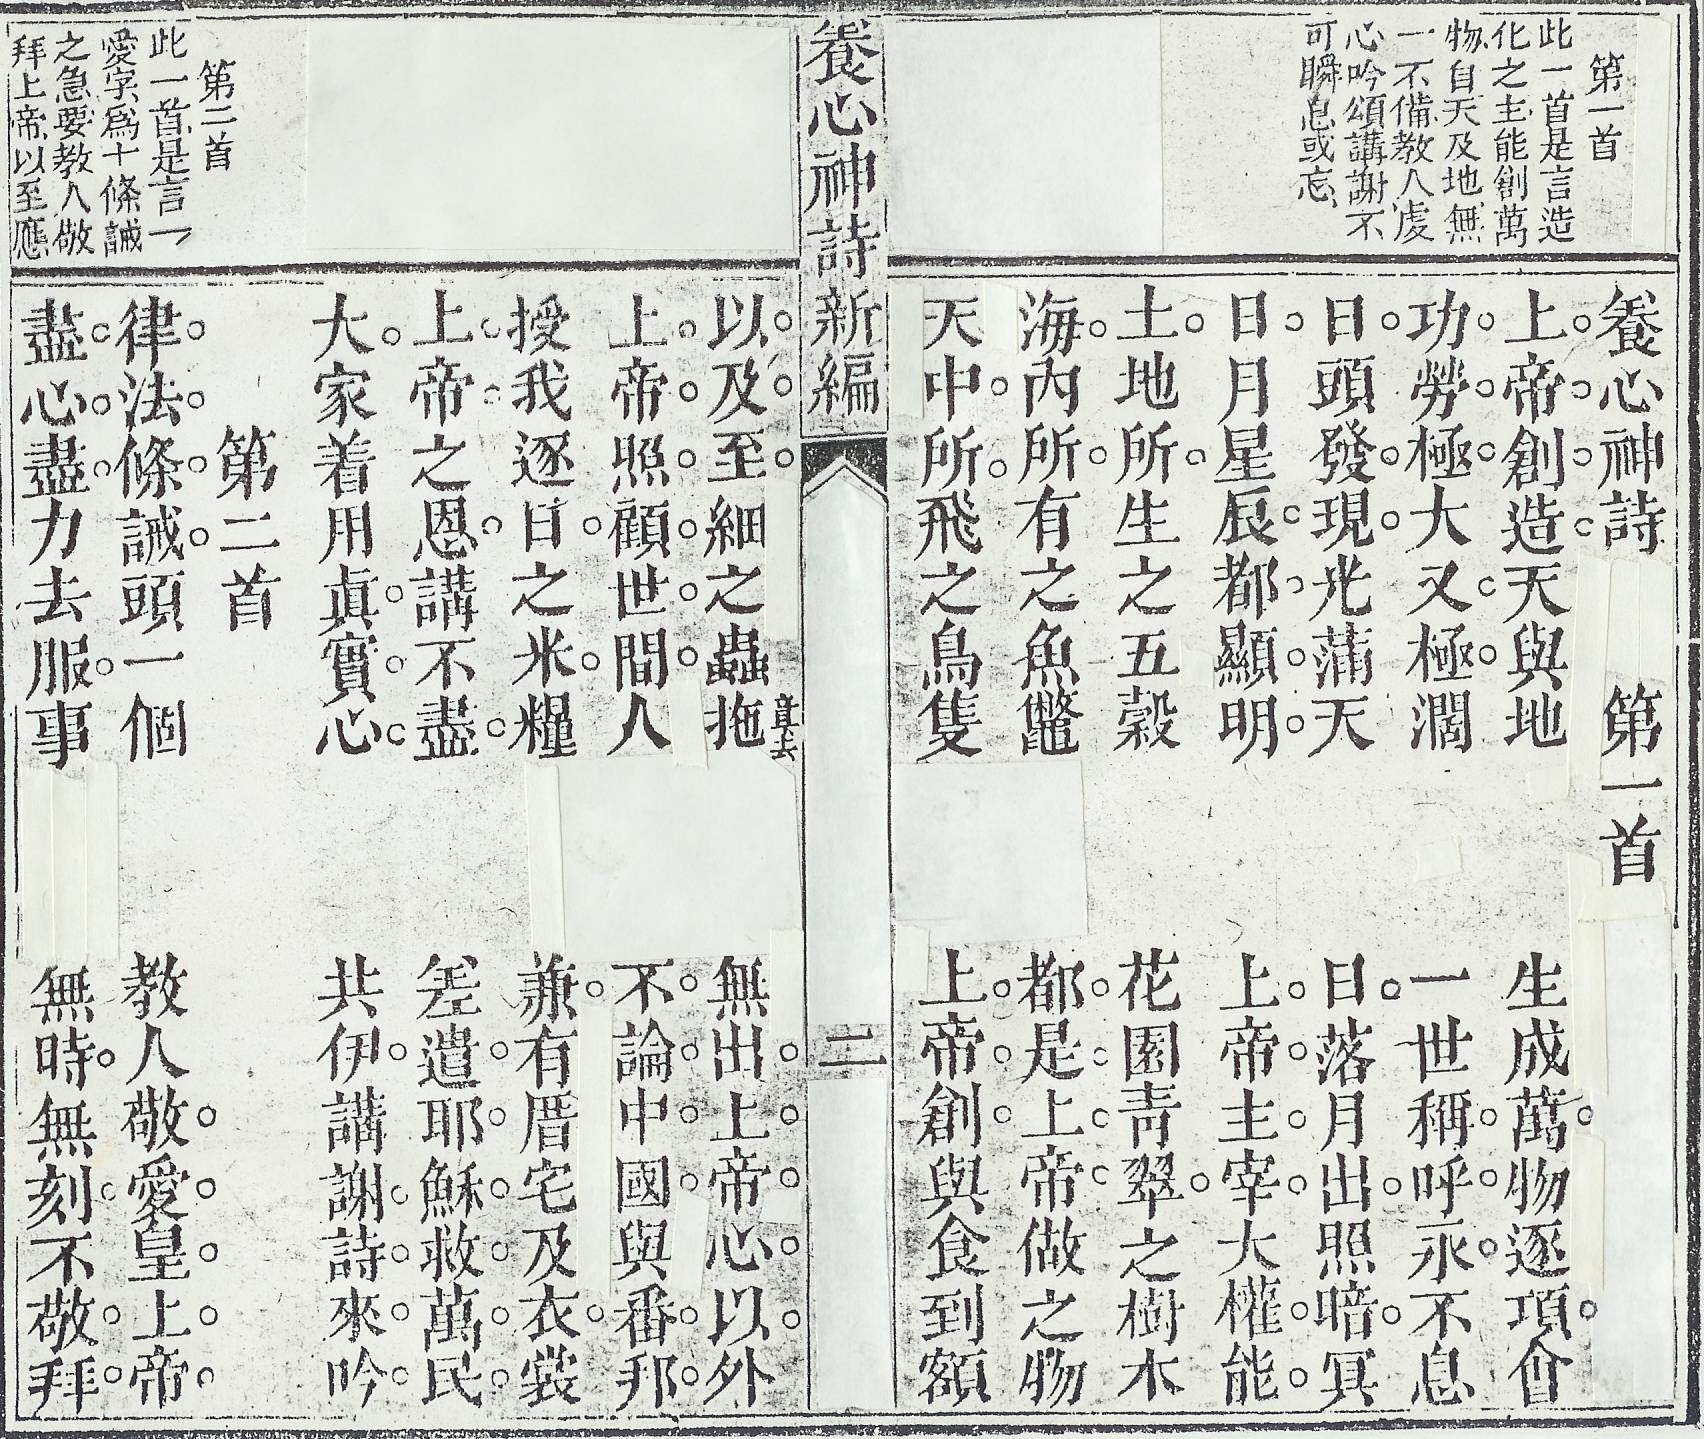 第一首
此一首是言造
化之主能創萬
物自天及地無
一不備教人虔
心吟頌講謝不
可瞬息或忘
養心神詩 第一首
上帝創造天與地 生成萬物逐項會
功勞極大又極濶 一世稱呼永不息
日頭發現光蒲天 日落月出照暗冥
日月星辰都顯明 上帝主宰大權能
土地所生之五穀 花園靑翠之樹木
海內所有之魚鼈 都是上帝做之物
天中所飛之鳥隻 上帝創與食到額
養心神詩新編
二
以及至細之蟲拖 無出上帝心以外
上帝照顧世間人 不論中國與番邦
授我逐日之米糧 兼有厝宅及衣裳
上帝之恩講不盡 差遣耶穌救萬民
大家着用眞實心 共伊講謝詩來吟
第二首
律法條誡頭一個 教人敬愛皇上帝
盡心盡力去服事 無時無刻不敬拜
第二首
此一首是言一
愛字爲十條誡
之急要教人敬
拜上帝以至應